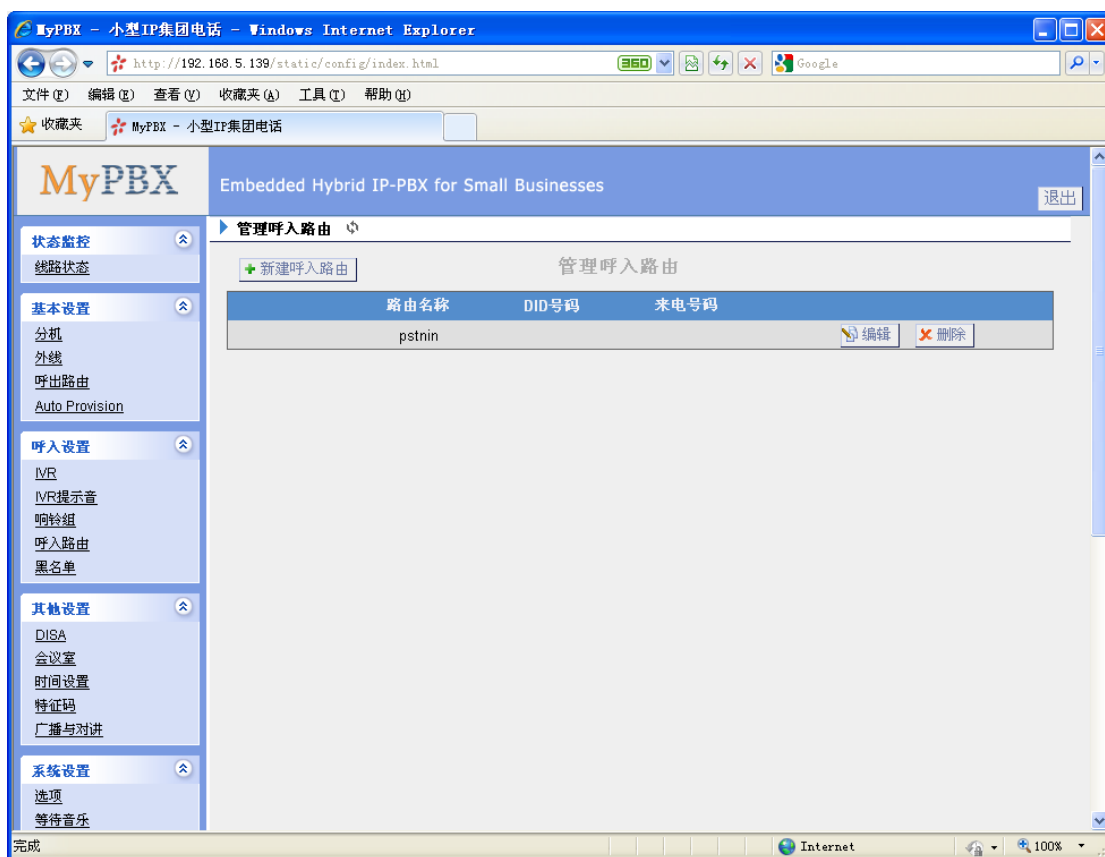 MyPBX - 小型IP集团电话 - Windows Internet Explorer
http://192.168.5.139/static/config/index.html
360
Google
文件(F) 编辑(E) 查看(V) 收藏夹(A) 工具(T) 帮助(H)
收藏夹
MyPBX - 小型IP集团电话
MyPBX
Embedded Hybrid IP-PBX for Small Businesses
退出
状态监控
线路状态
基本设置
分机
外线
呼出路由
Auto Provision
呼入设置
IVR
IVR提示音
响铃组
呼入路由
黑名单
其他设置
DISA
会议室
时间设置
特征码
广播与对讲
系统设置
选项
等待音乐
管理呼入路由
新建呼入路由
管理呼入路由
路由名称 DID号码 来电号码
pstnin 编辑 删除
完成
Internet
100%